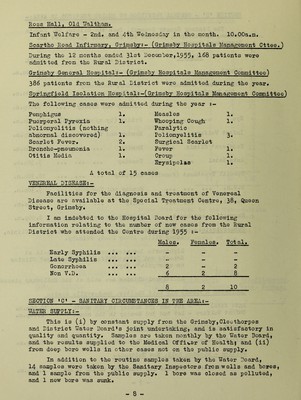 Ross Hall, Old Waltham.
Infant Welfare - 2nd. and 4th Wednesday in the month. 10.00a.m.
Scartho Road Infirmary, Grimsby:- (Grimsby Hospitals Management Cttee.)
During the 12 months ended 31st December,1955, 168 patients were
admitted from the Rural District.
Grimsby General Hospital:- (Grimsby Hospitals Management Committee)
386 patients from the Rural District were admitted during the year.
Springfield Isolation Hospital:-(Grimsby Hospitals Management Committee)
The following cases were admitted during the year :-
Pemphigus 1. Measles 1.
Puerperal Pyrexia 1. Whooping Cough 1.
Poliomyelitis (nothing Paralytic
abnormal discovered) 1. Poliomyelitis 3.
Scarlet Fever. 2. Surgical Scarlet
Broncho-pneumonia 1. Fever 1.
Otitis Media 1. Croup 1.
Erysipelas 1.
A total of 15 cases
VENEREAL DISEASE:-
Facilities for the diagnosis and treatment of Venereal
Disease are available at the Special Treatment Centre, 38, Queen
Street, Grimsby.
I am indebted to the Hospital Board for the following
information relating to the number of new cases from the Rural
District who attended the Centre during 1955 :-
Males. Females. Total.
Early Syphilis ... ... - - -
Late Syphilis ... ... - - -
Gonorrhoea ... ... 2 - 2
Non V.D. ... ... 6 2 8
8 2 10
SECTION 'C' - SANITARY CIRCUMSTANCES IN THE AREA:-
WATER SUPPLY:-
This is (i) by constant supply from the Grimsby,Cleethorpes
and District Water Board's joint undertaking, and is satisfactory in
quality and quantity. Samples are taken monthly by the Water Board,
and the results supplied to the Medical Officer of Health; and (ii)
from deep bore wells in other cases not on the public supply.
In addition to the routine samples taken by the Water Board,
14 samples were taken by the Sanitary Inspectors from wells and bores,
and 1 sample from the public supply. 1 bore was closed as polluted,
and 1 new bore was sunk.
- 8 -